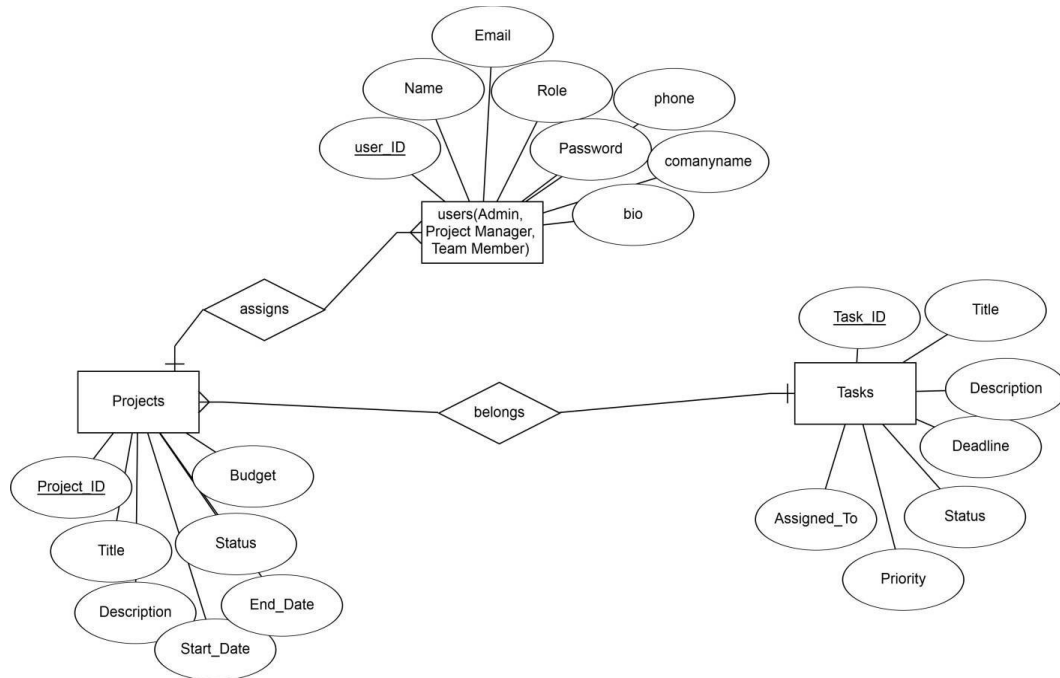 Email
Name
Role
phone
user_ID
Password
comanyname
bio
users(Admin,
Project Manager,
Team Member)
assigns
Task_ID
Title
Projects
belongs
Tasks
Description
Deadline
Budget
Project_ID
Assigned_To
Status
Title
Status
Priority
Description
End_Date
Start_Date